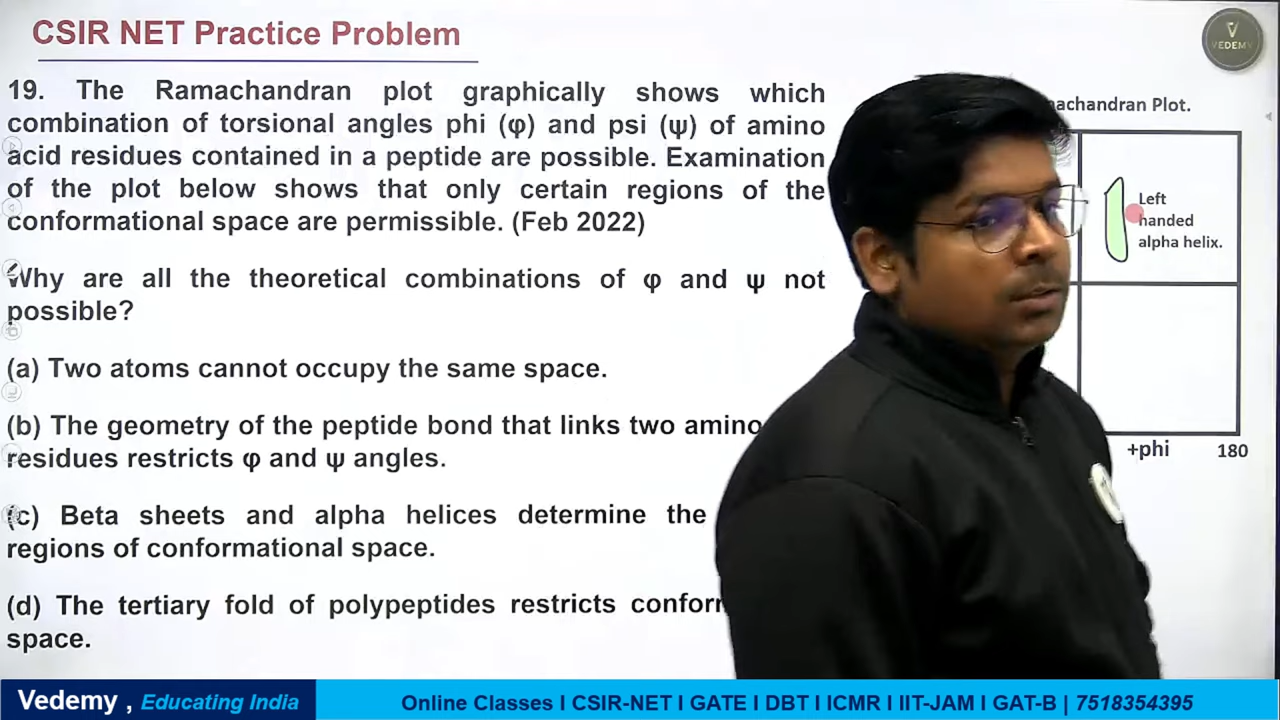 CSIR NET Practice Problem
VEDEMY
19. The Ramachandran plot graphically shows which
combination of torsional angles phi (φ) and psi (ψ) of amino
acid residues contained in a peptide are possible. Examination
of the plot below shows that only certain regions of the
conformational space are permissible. (Feb 2022)
Why are all the theoretical combinations of φ and ψ not
possible?
(a) Two atoms cannot occupy the same space.
(b) The geometry of the peptide bond that links two amino
residues restricts φ and ψ angles.
(c) Beta sheets and alpha helices determine the
regions of conformational space.
(d) The tertiary fold of polypeptides restricts
space.
Plot.
Left
handed
alpha helix.
+phi 180
Vedemy , Educating India
Online Classes I CSIR-NET I GATE I DBT I ICMR I IIT-JAM I GAT-B | 7518354395